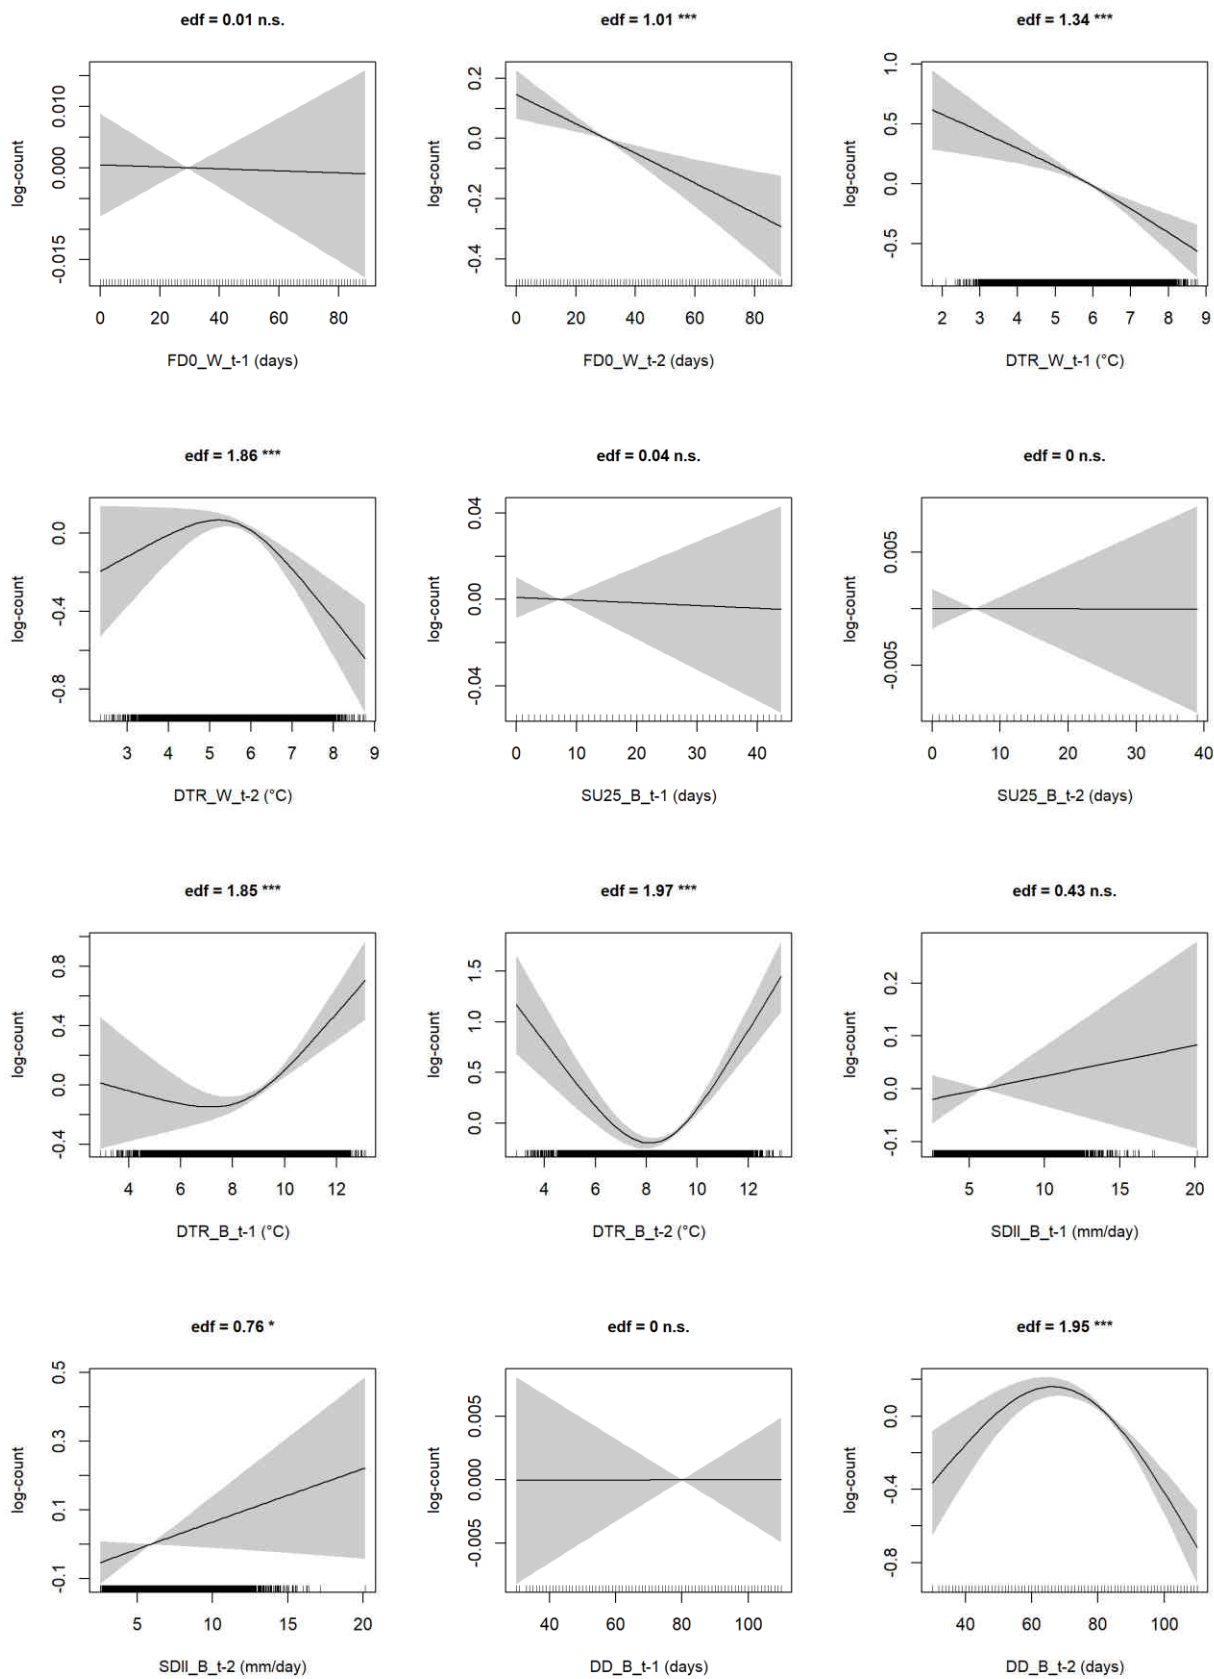 edf = 0.01 n.s.
edf = 1.01 ***
edf = 1.34 ***
log-count
0.010
0.000
-0.015
0 20 40 60 80
FD0_W_t-1 (days)
log-count
0.2
0.0
-0.2
-0.4
0 20 40 60 80
FD0_W_t-2 (days)
log-count
1.0
0.5
0.0
-0.5
2 3 4 5 6 7 8 9
DTR_W_t-1 (°C)
edf = 1.86 ***
edf = 0.04 n.s.
edf = 0 n.s.
log-count
0.0
-0.4
-0.8
3 4 5 6 7 8 9
DTR_W_t-2 (°C)
log-count
0.04
0.00
-0.04
0 10 20 30 40
SU25_B_t-1 (days)
log-count
0.005
-0.005
0 10 20 30 40
SU25_B_t-2 (days)
edf = 1.85 ***
edf = 1.97 ***
edf = 0.43 n.s.
log-count
0.8
0.4
0.0
-0.4
4 6 8 10 12
DTR_B_t-1 (°C)
log-count
1.5
1.0
0.5
0.0
4 6 8 10 12
DTR_B_t-2 (°C)
log-count
0.2
0.1
0.0
-0.1
5 10 15 20
SDII_B_t-1 (mm/day)
edf = 0.76 *
edf = 0 n.s.
edf = 1.95 ***
log-count
0.5
0.3
0.1
-0.1
5 10 15 20
SDII_B_t-2 (mm/day)
log-count
0.005
0.000
-0.005
40 60 80 100
DD_B_t-1 (days)
log-count
0.0
-0.4
-0.8
40 60 80 100
DD_B_t-2 (days)